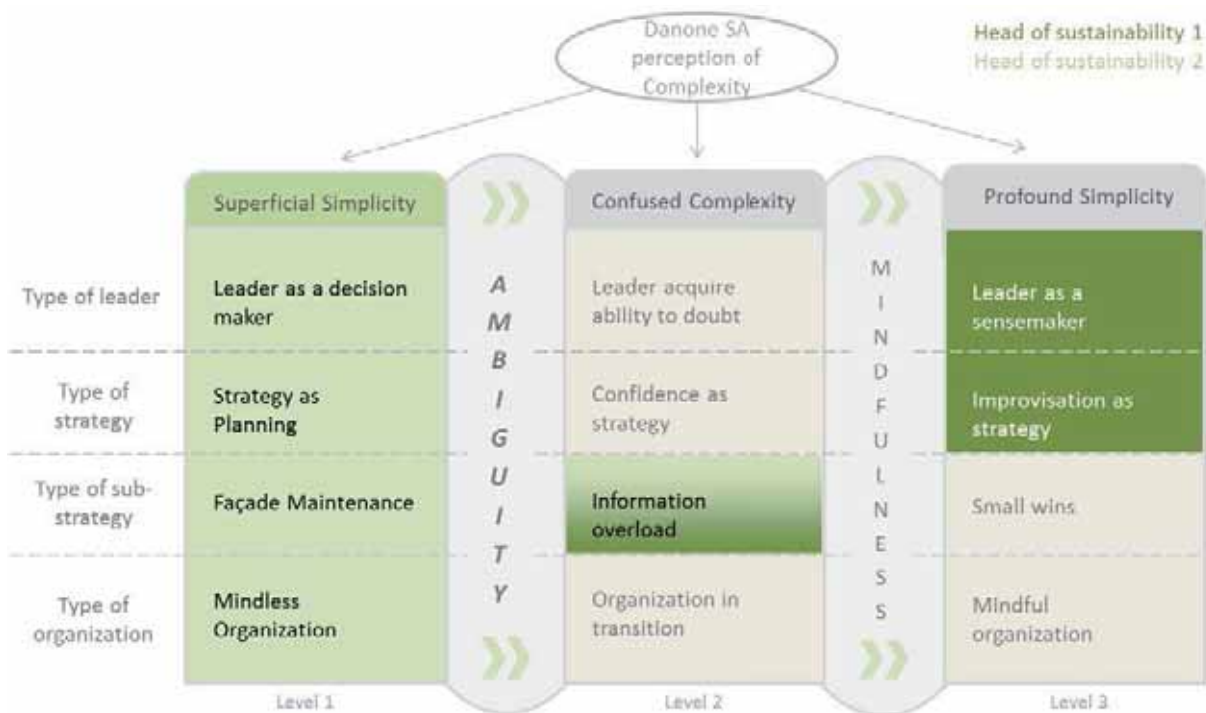 Danone SA
perception of
Complexity
Head of sustainability 1
Head of sustainability 2
Superficial Simplicity
Confused Complexity
Profound Simplicity
Type of leader
Leader as a decision
maker
Leader acquire
ability to doubt
Leader as a
sensemaker
Type of
strategy
Strategy as
Planning
Confidence as
strategy
Improvisation as
strategy
Type of sub-
strategy
Façade Maintenance
Information
overload
Small wins
Type of
organization
Mindless
Organization
Organization in
transition
Mindful
organization
AMBIGUITY
MINDFULNESS
Level 1
Level 2
Level 3